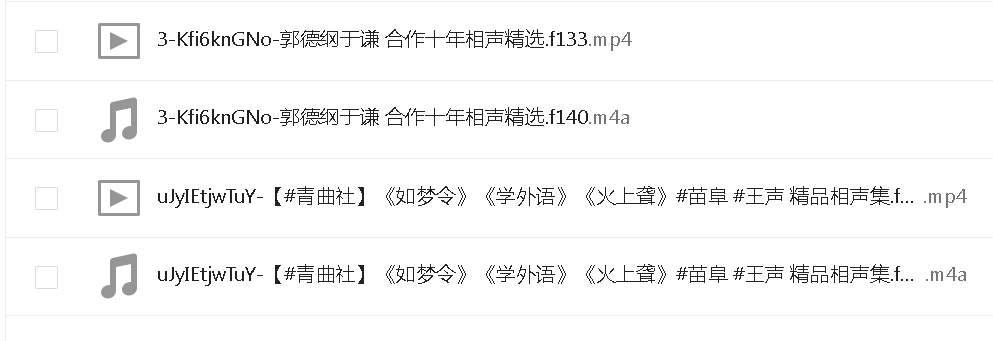 3-Kfi6knGNo-郭德纲于谦 合作十年相声精选.f133.mp4
3-Kfi6knGNo-郭德纲于谦 合作十年相声精选.f140.m4a
uJyIEtjwTuY-【#青曲社】《如梦令》《学外语》《火上聋》#苗阜 #王声 精品相声集.f... .mp4
uJyIEtjwTuY-【#青曲社】《如梦令》《学外语》《火上聋》#苗阜 #王声 精品相声集.f... .m4a